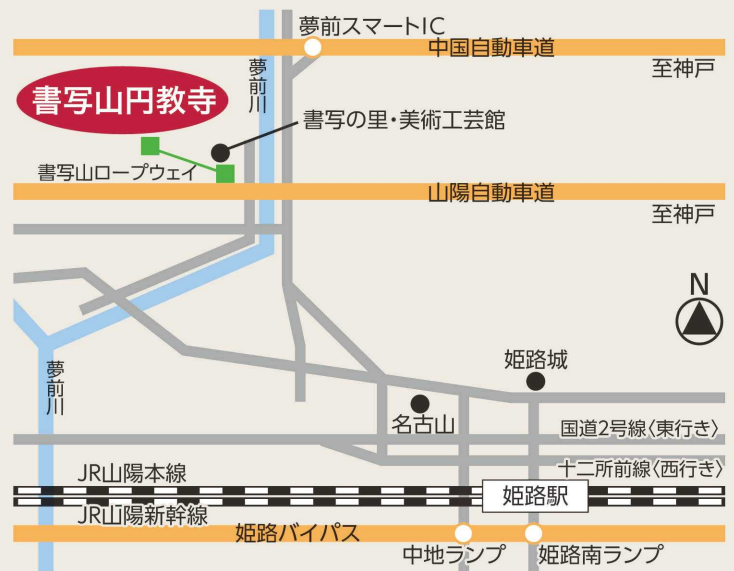 夢前スマートIC
中国自動車道
至神戸
夢前川
書写山円教寺
書写の里・美術工芸館
書写山ロープウェイ
山陽自動車道
至神戸
N
姫路城
夢前川
名古山
国道2号線〈東行き〉
十二所前線〈西行き〉
JR山陽本線
姫路駅
JR山陽新幹線
姫路バイパス
中地ランプ
姫路南ランプ